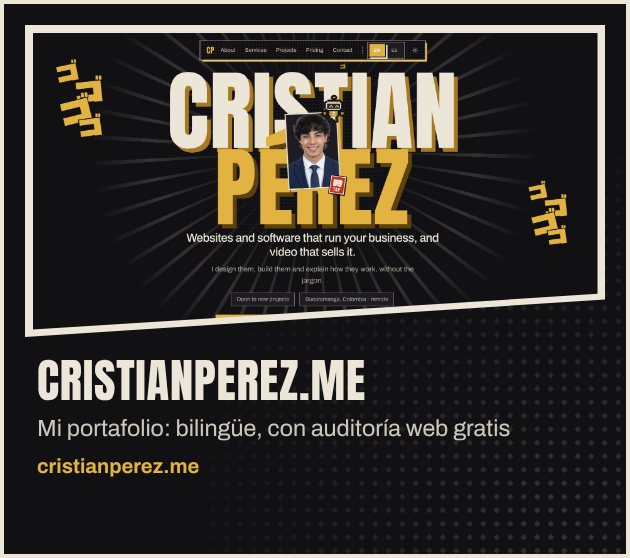 CP About Services Projects Pricing Contact EN ES
CRISTIAN
PÉREZ
Websites and software that run your business, and
video that sells it.
I design them, build them and explain how they work, without the
jargon.
Open to new projects Bucaramanga, Colombia · remote
CRISTIANPEREZ.ME
Mi portafolio: bilingüe, con auditoría web gratis
cristianperez.me